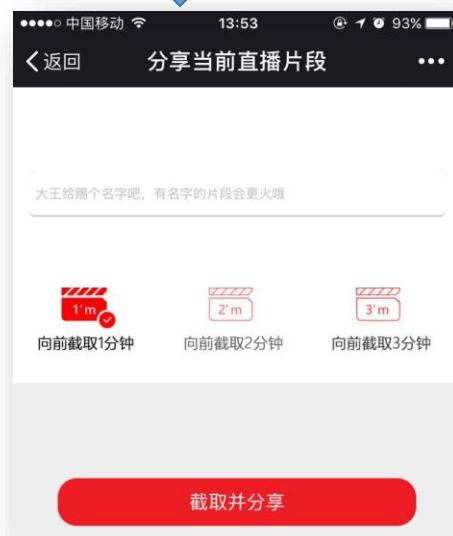 中国移动 13:53 93%
返回 分享当前直播片段
大王给赐个名字吧，有名字的片段会更火哦
1'm 2'm 3'm
向前截取1分钟 向前截取2分钟 向前截取3分钟
截取并分享